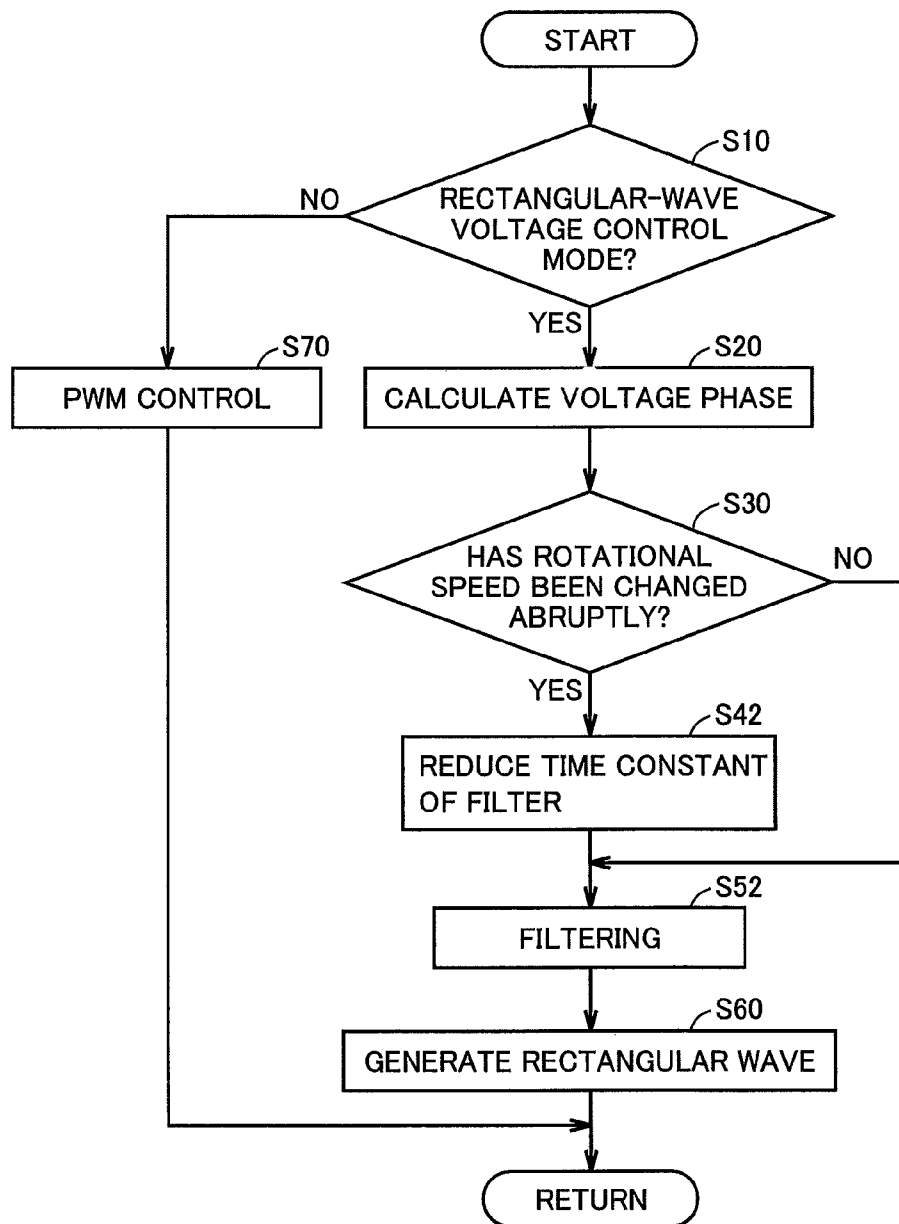 START
S10
RECTANGULAR-WAVE
VOLTAGE CONTROL
MODE?
NO
YES
S70
PWM CONTROL
S20
CALCULATE VOLTAGE PHASE
S30
HAS ROTATIONAL
SPEED BEEN CHANGED
ABRUPTLY?
NO
YES
S42
REDUCE TIME CONSTANT
OF FILTER
S52
FILTERING
S60
GENERATE RECTANGULAR WAVE
RETURN